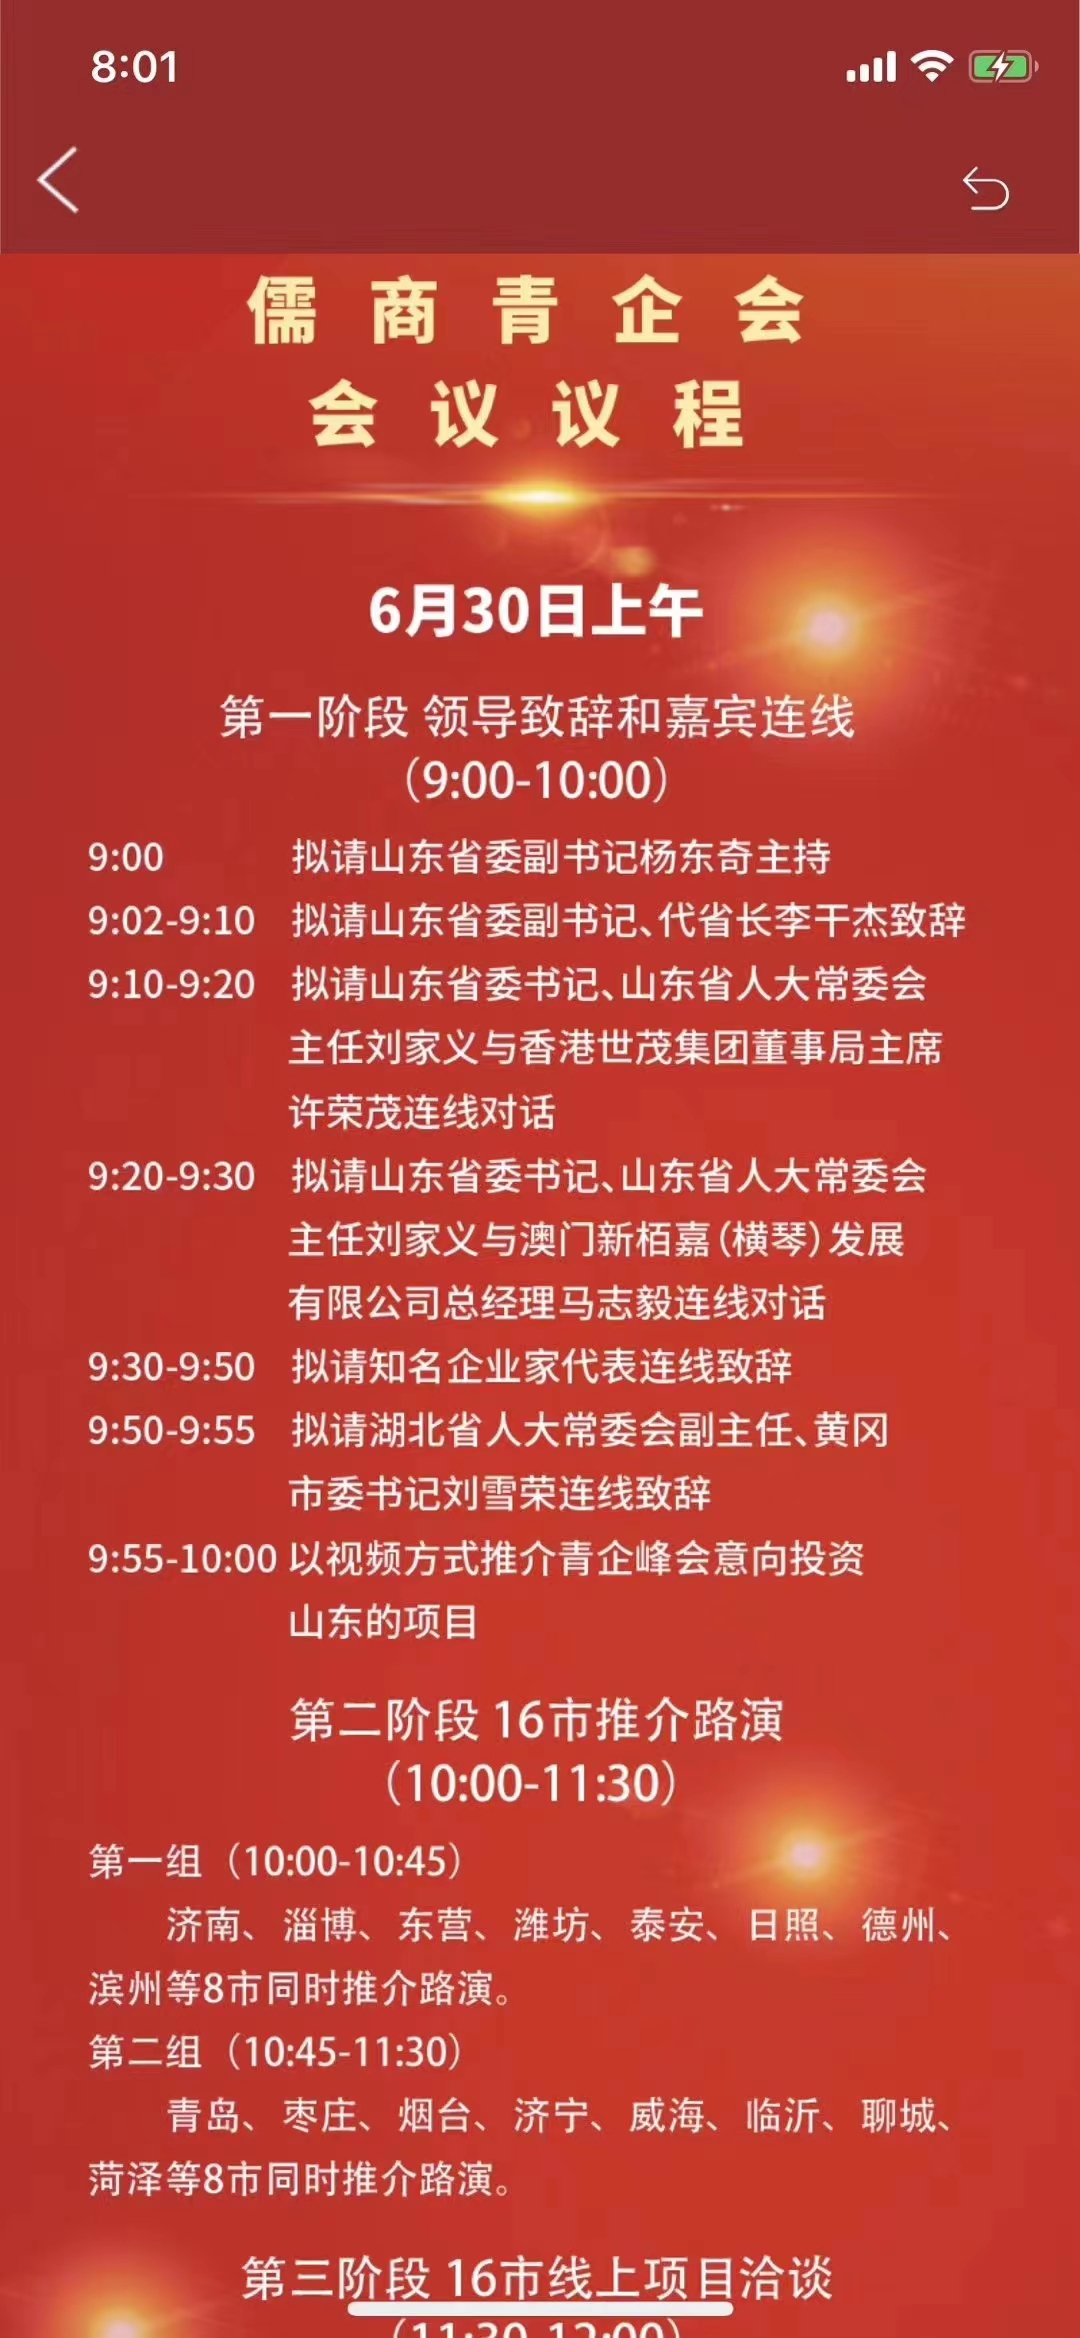 8:01
儒商青企会
会议议程
6月30日上午
第一阶段 领导致辞和嘉宾连线
（9:00-10:00）
9:00 拟请山东省委副书记杨东奇主持
9:02-9:10 拟请山东省委副书记、代省长李干杰致辞
9:10-9:20 拟请山东省委书记、山东省人大常委会
主任刘家义与香港世茂集团董事局主席
许荣茂连线对话
9:20-9:30 拟请山东省委书记、山东省人大常委会
主任刘家义与澳门新栢嘉（横琴）发展
有限公司总经理马志毅连线对话
9:30-9:50 拟请知名企业家代表连线致辞
9:50-9:55 拟请湖北省人大常委会副主任、黄冈
市委书记刘雪荣连线致辞
9:55-10:00 以视频方式推介青企峰会意向投资
山东的项目
第二阶段 16市推介路演
（10:00-11:30）
第一组（10:00-10:45）
济南、淄博、东营、潍坊、泰安、日照、德州、
滨州等8市同时推介路演。
第二组（10:45-11:30）
青岛、枣庄、烟台、济宁、威海、临沂、聊城、
菏泽等8市同时推介路演。
第三阶段 16市线上项目洽谈
（11:30-12:00）